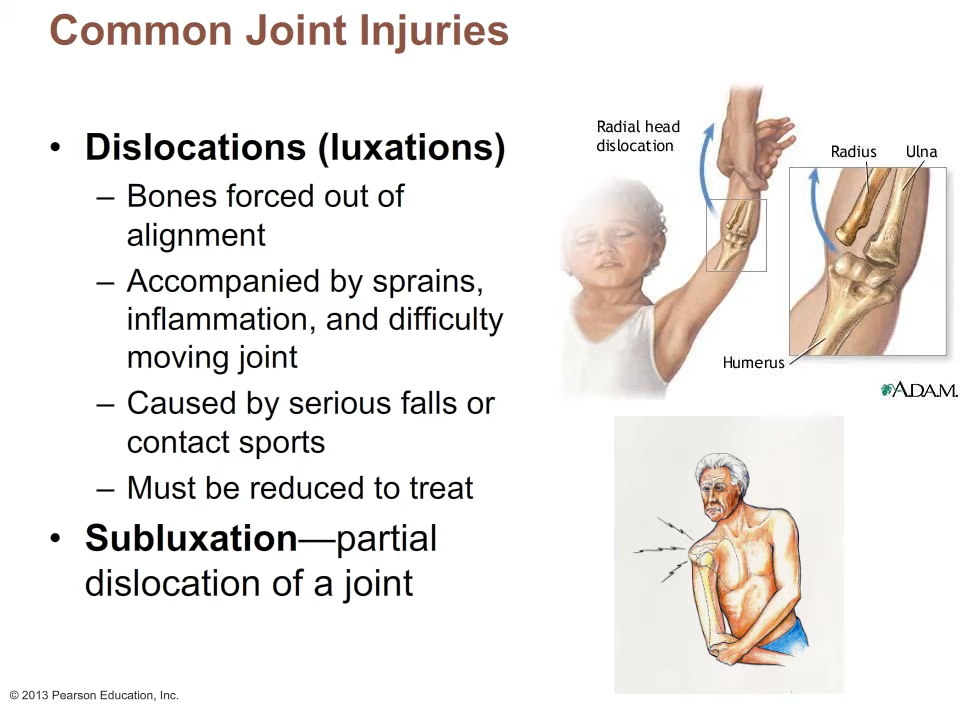 Common Joint Injuries
• Dislocations (luxations)
– Bones forced out of
alignment
– Accompanied by sprains,
inflammation, and difficulty
moving joint
– Caused by serious falls or
contact sports
– Must be reduced to treat
• Subluxation—partial
dislocation of a joint
Radial head
dislocation
Radius
Ulna
Humerus
A.D.A.M.
© 2013 Pearson Education, Inc.